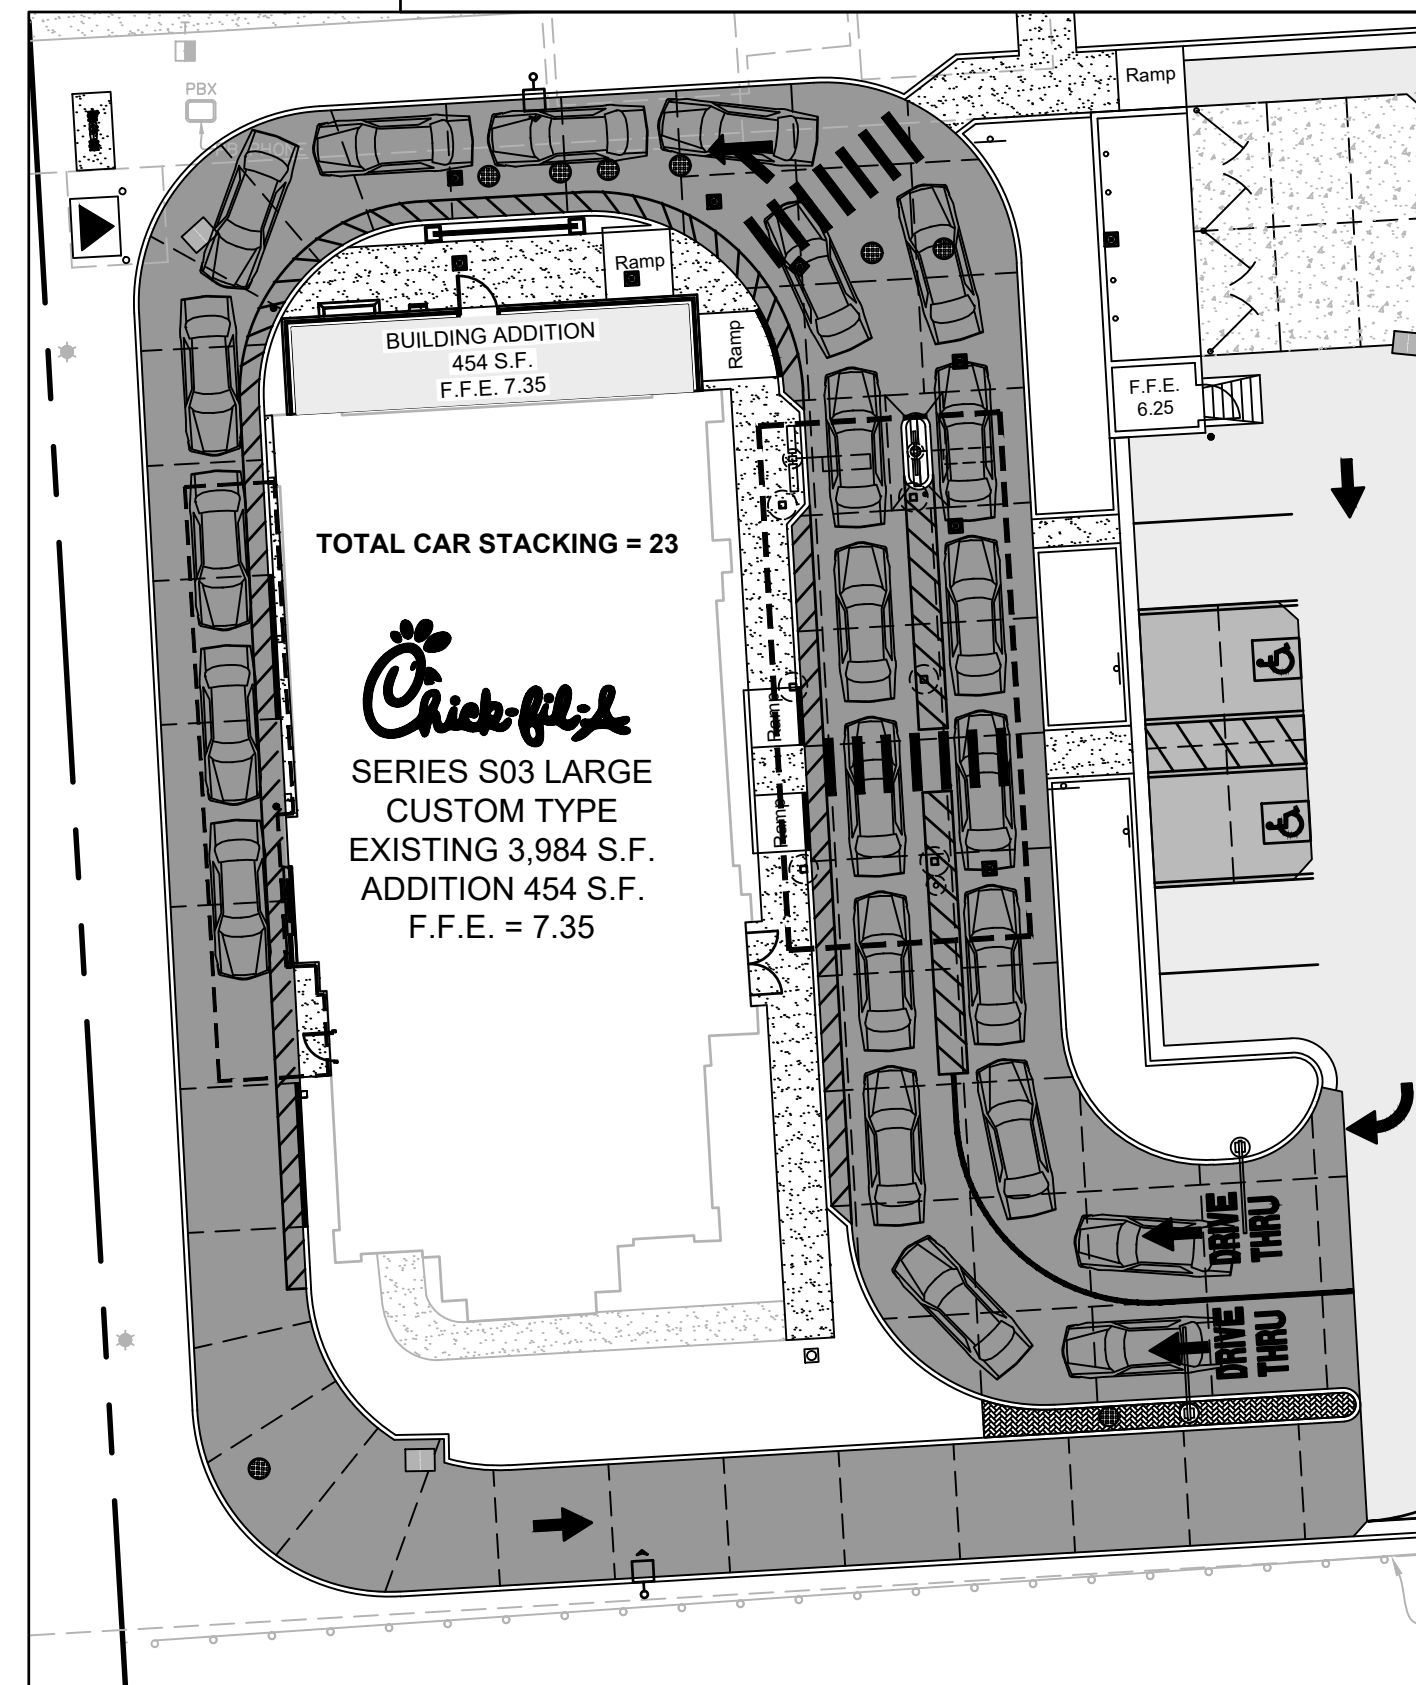 PBX
Ramp
Ramp
BUILDING ADDITION
454 S.F.
F.F.E. 7.35
Ramp
F.F.E.
6.25
TOTAL CAR STACKING = 23
Chick-fil-A
SERIES S03 LARGE
CUSTOM TYPE
EXISTING 3,984 S.F.
ADDITION 454 S.F.
F.F.E. = 7.35
Ramp
Ramp
DRIVE
THRU
DRIVE
THRU